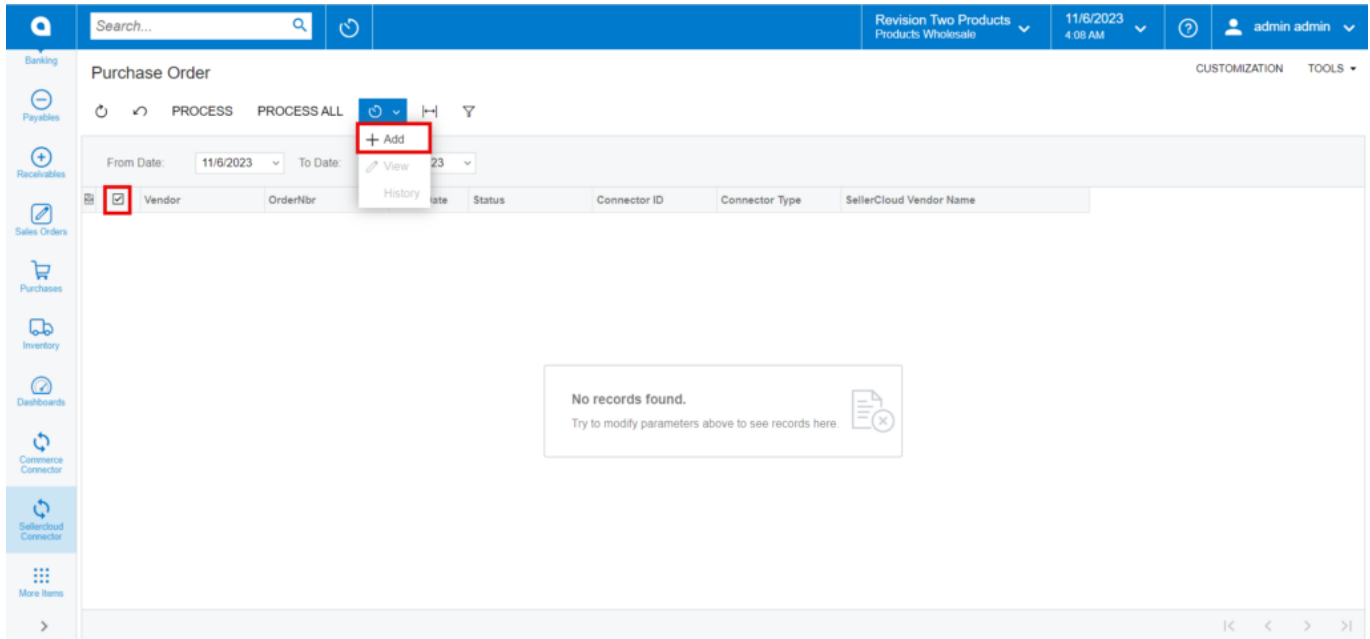 Search...
Revision Two Products
Products Wholesale
11/6/2023
4:08 AM
admin admin
Banking
Payables
Receivables
Sales Orders
Purchases
Inventory
Dashboards
Commerce
Connector
Sellercloud
Connector
More Items
Purchase Order
CUSTOMIZATION TOOLS
PROCESS PROCESS ALL
Add
View
History
From Date: 11/6/2023 To Date: 23
Vendor OrderNbr ate Status Connector ID Connector Type SellerCloud Vendor Name
No records found.
Try to modify parameters above to see records here.